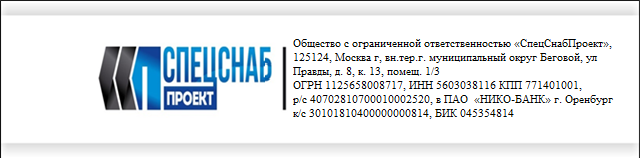 СПЕЦСНАБ
ПРОЕКТ
Общество с ограниченной ответственностью «СпецСнабПроект»,
125124, Москва г, вн.тер.г. муниципальный округ Беговой, ул
Правды, д. 8, к. 13, помещ. 1/3
ОГРН 1125658008717, ИНН 5603038116 КПП 771401001,
р/с 40702810700010002520, в ПАО «НИКО-БАНК» г. Оренбург
к/с 30101810400000000814, БИК 045354814